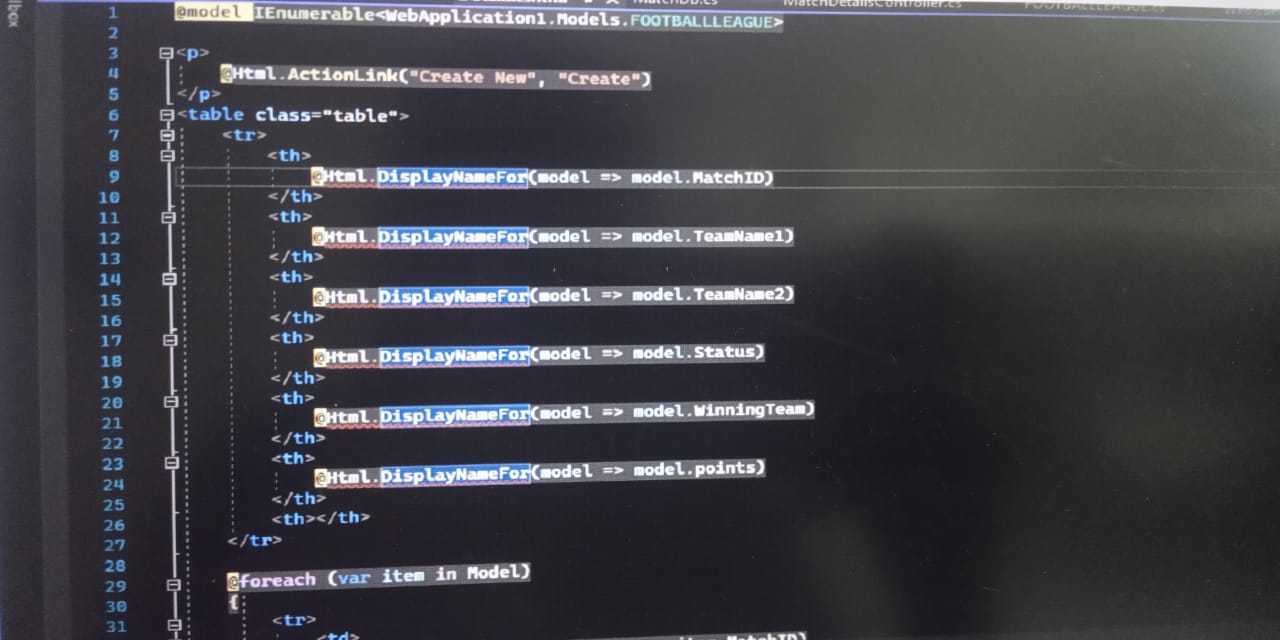 MatchDb.cs MatchDetailsController.cs FOOTBALLLEAGUE.cs
lbox
1 @model IEnumerable<WebApplication1.Models.FOOTBALLLEAGUE>
2
3 <p>
4 @Html.ActionLink("Create New", "Create")
5 </p>
6 <table class="table">
7 <tr>
8 <th>
9 @Html.DisplayNameFor(model => model.MatchID)
10 </th>
11 <th>
12 @Html.DisplayNameFor(model => model.TeamName1)
13 </th>
14 <th>
15 @Html.DisplayNameFor(model => model.TeamName2)
16 </th>
17 <th>
18 @Html.DisplayNameFor(model => model.Status)
19 </th>
20 <th>
21 @Html.DisplayNameFor(model => model.WinningTeam)
22 </th>
23 <th>
24 @Html.DisplayNameFor(model => model.points)
25 </th>
26 <th></th>
27 </tr>
28
29 @foreach (var item in Model)
30 {
31 <tr>
<td>
MatchID)